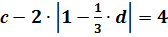 c − 2 · |1 − 1/3 · d| = 4